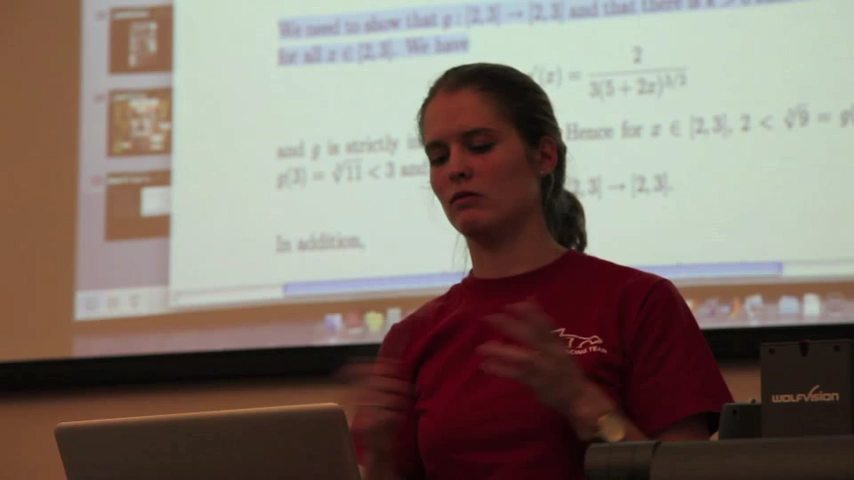 We need to show that g : [2, 3] → [2, 3] and that there is
for all x ∈ [2, 3]. We have
(x) = 2 / 3(5 + 2x)^{2/3}
and g is strictly in Hence for x ∈ [2, 3], 2 < ∛9 = g(
g(3) = ∛11 < 3 and 3] → [2, 3].
In addition,
TEAM
WOLFVISION